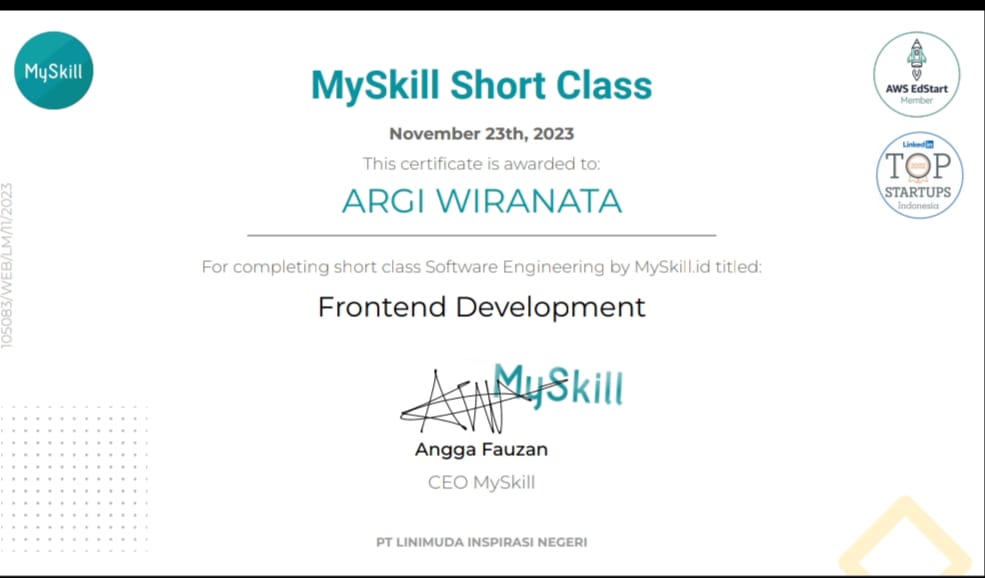 MySkill
MySkill Short Class
AWS EdStart
Member
November 23th, 2023
This certificate is awarded to:
LinkedIn
TOP
STARTUPS
Indonesia
ARGI WIRANATA
105083/WEB/LM/11/2023
For completing short class Software Engineering by MySkill.id titled:
Frontend Development
MySkill
Angga Fauzan
CEO MySkill
PT LINIMUDA INSPIRASI NEGERI